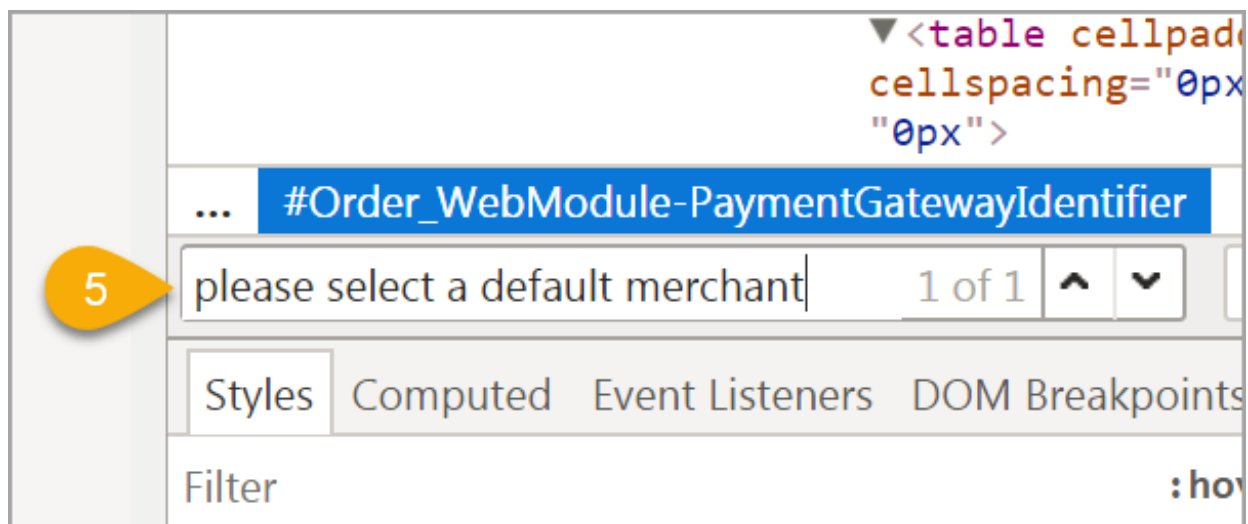 ▼<table cellpad
cellspacing="0px
"0px">
... #Order_WebModule-PaymentGatewayIdentifier
5 please select a default merchant 1 of 1
Styles Computed Event Listeners DOM Breakpoints
Filter :hov